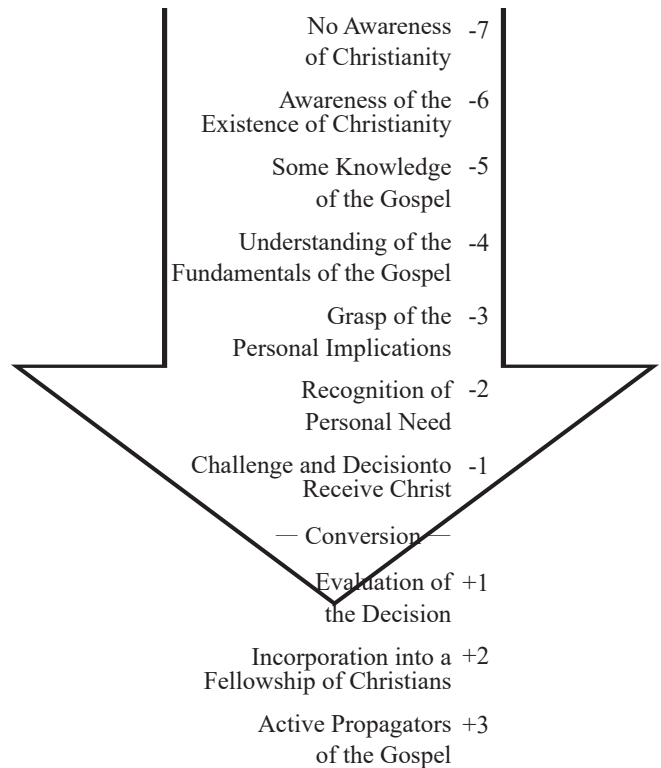 No Awareness -7
of Christianity
Awareness of the -6
Existence of Christianity
Some Knowledge -5
of the Gospel
Understanding of the -4
Fundamentals of the Gospel
Grasp of the -3
Personal Implications
Recognition of -2
Personal Need
Challenge and Decisionto -1
Receive Christ
— Conversion —
Evaluation of +1
the Decision
Incorporation into a +2
Fellowship of Christians
Active Propagators +3
of the Gospel